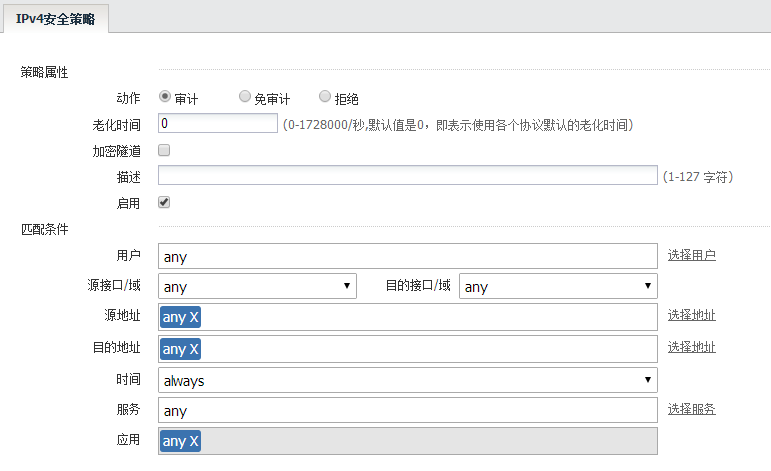 IPv4安全策略
策略属性
动作 审计 免审计 拒绝
老化时间 0 (0-1728000/秒,默认值是0，即表示使用各个协议默认的老化时间)
加密隧道
描述 (1-127 字符)
启用
匹配条件
用户 any 选择用户
源接口/域 any 目的接口/域 any
源地址 any X 选择地址
目的地址 any X 选择地址
时间 always
服务 any 选择服务
应用 any X